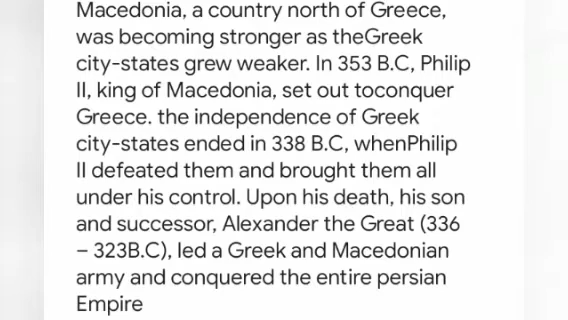 Macedonia, a country north of Greece,
was becoming stronger as theGreek
city-states grew weaker. In 353 B.C, Philip
II, king of Macedonia, set out toconquer
Greece. the independence of Greek
city-states ended in 338 B.C, whenPhilip
II defeated them and brought them all
under his control. Upon his death, his son
and successor, Alexander the Great (336
– 323B.C), led a Greek and Macedonian
army and conquered the entire persian
Empire